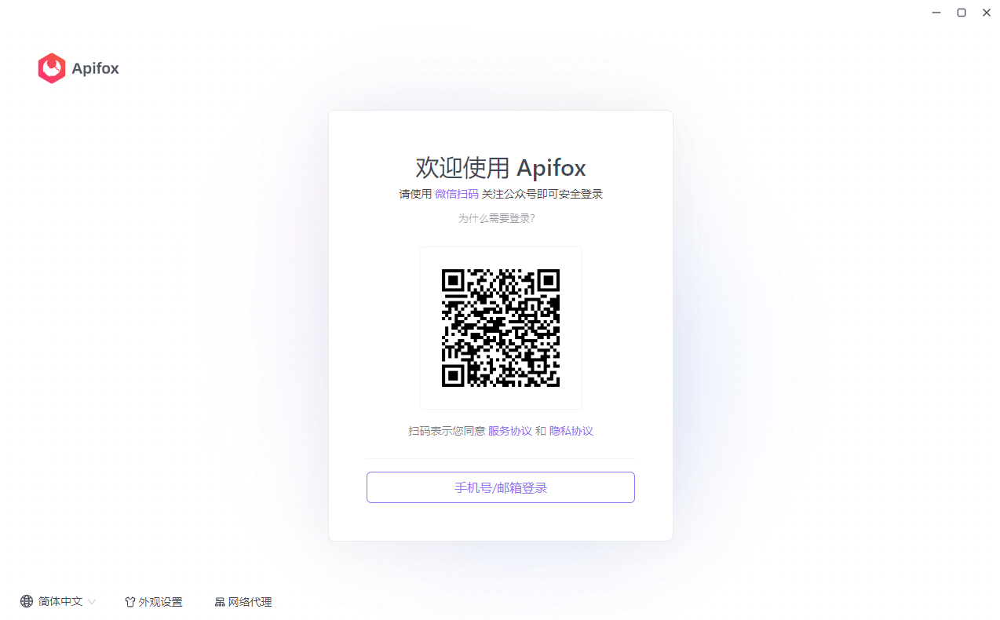 Apifox
欢迎使用 Apifox
请使用 微信扫码 关注公众号即可安全登录
为什么需要登录?
扫码表示您同意 服务协议 和 隐私协议
手机号/邮箱登录
简体中文 外观设置 网络代理